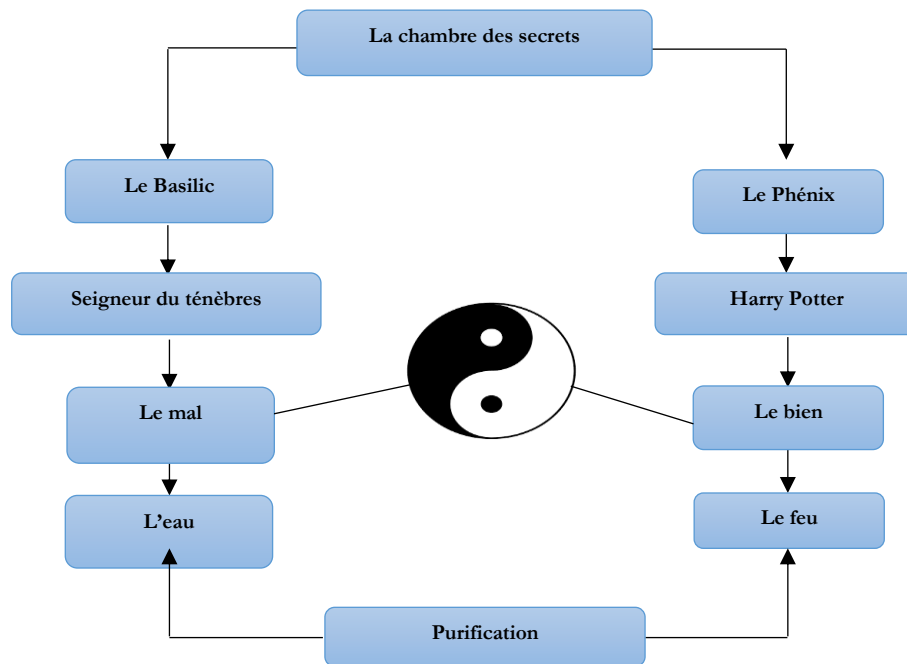 La chambre des secrets
Le Basilic
Le Phénix
Seigneur du ténèbres
Harry Potter
Le mal
Le bien
L’eau
Le feu
Purification